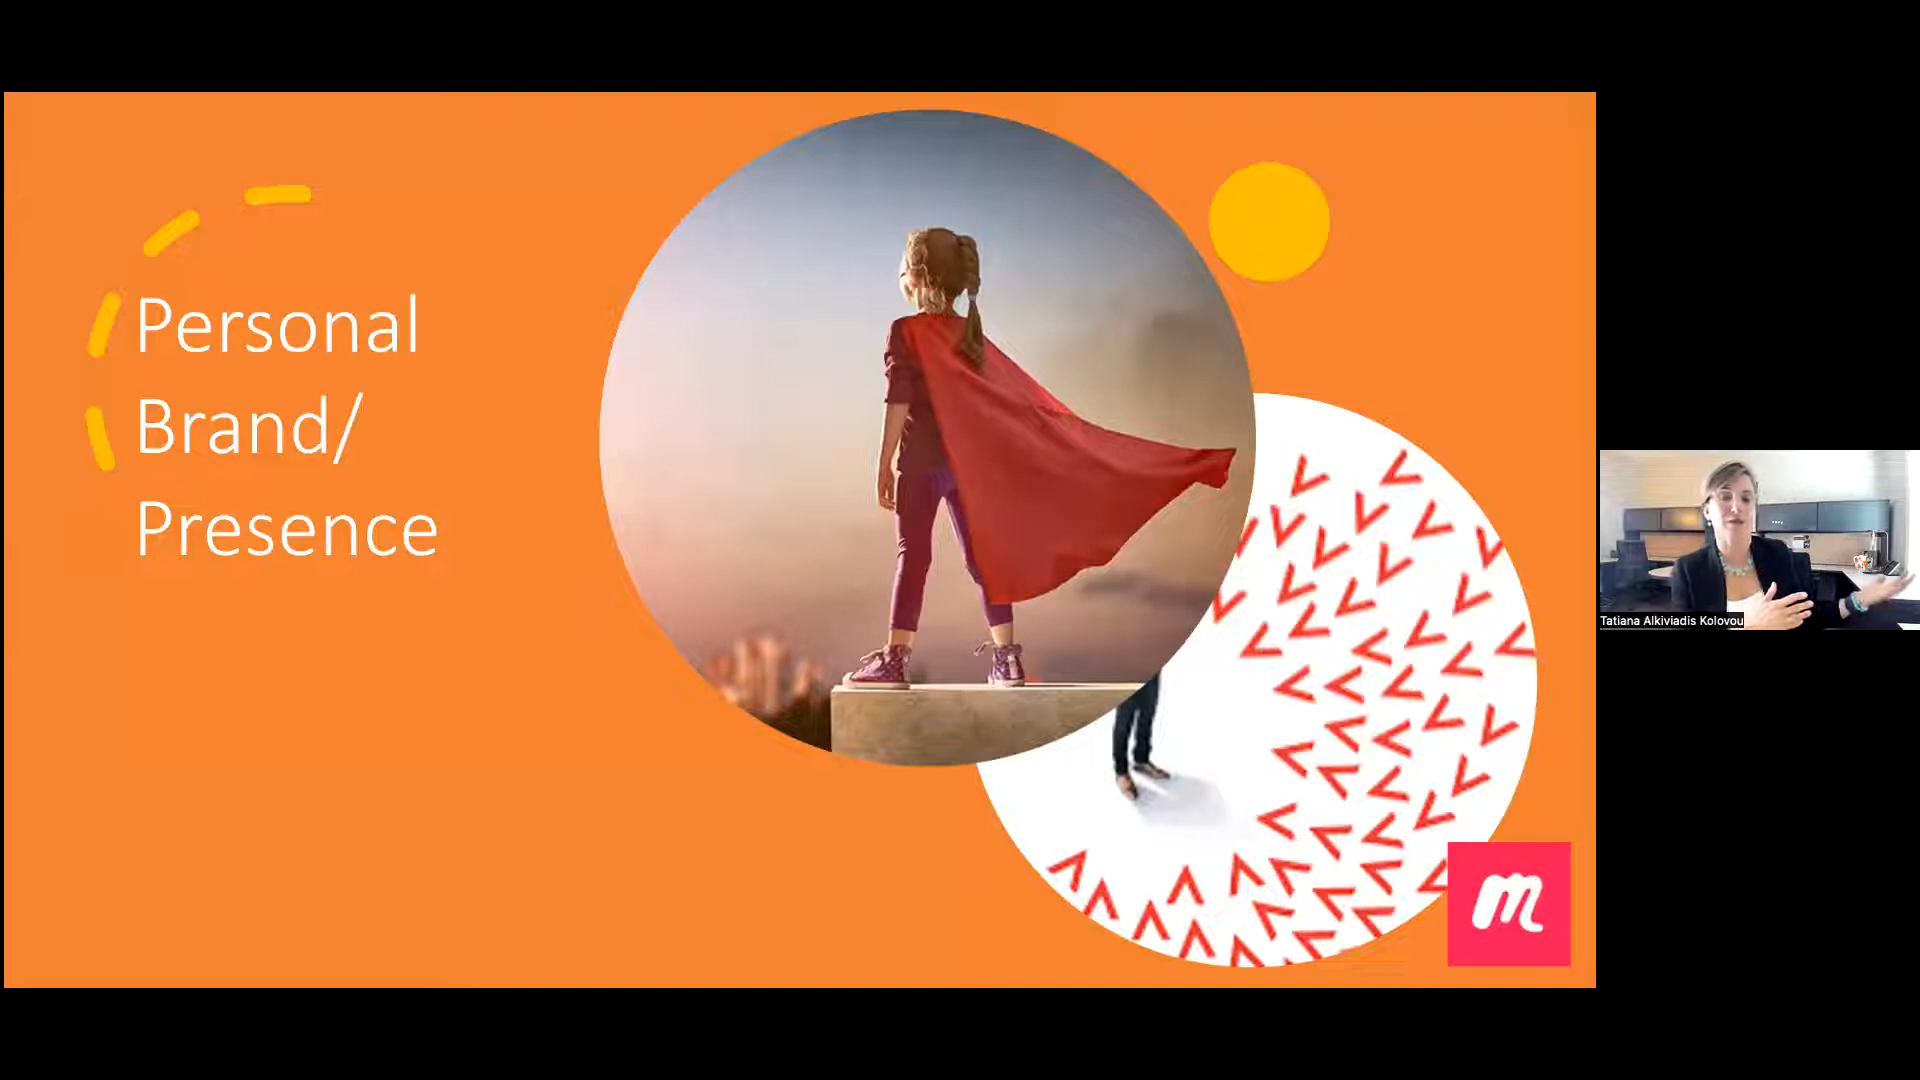 Personal
Brand/
Presence
Tatiana Alkiviadis Kolovou
m